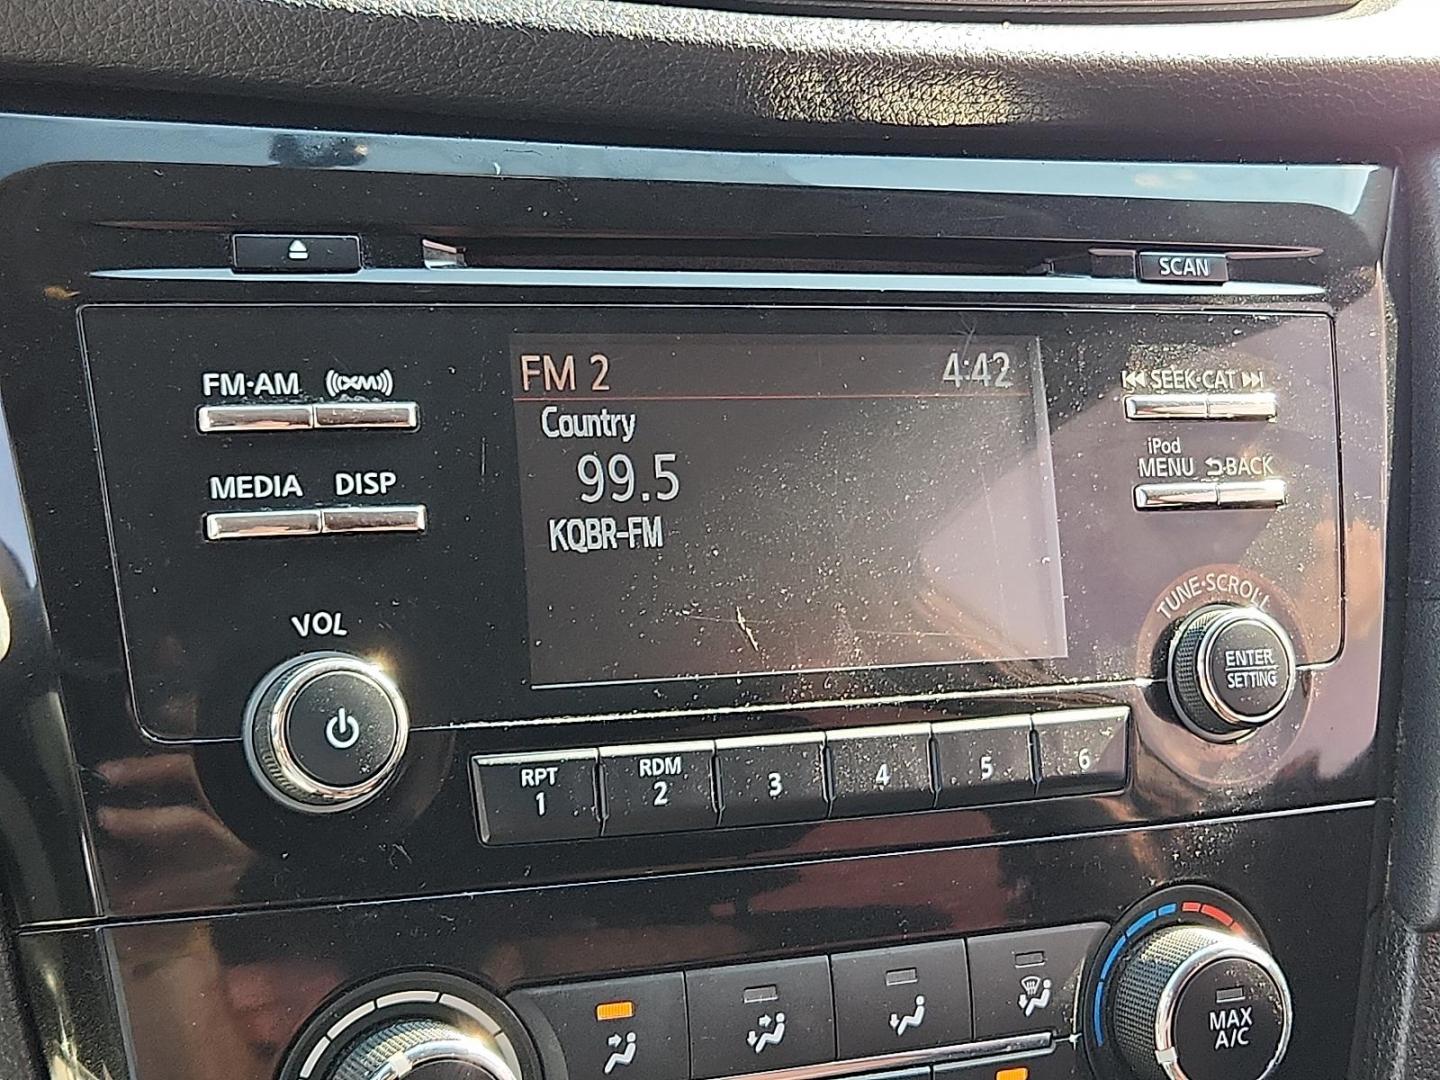 SCAN
FM·AM (((XM)))
FM 2 4:42
SEEK·CAT
Country
99.5
KQBR-FM
MEDIA DISP
iPod
MENU BACK
VOL
TUNE·SCROLL
ENTER
SETTING
RPT
1
RDM
2
3
4
5
6
MAX
A/C